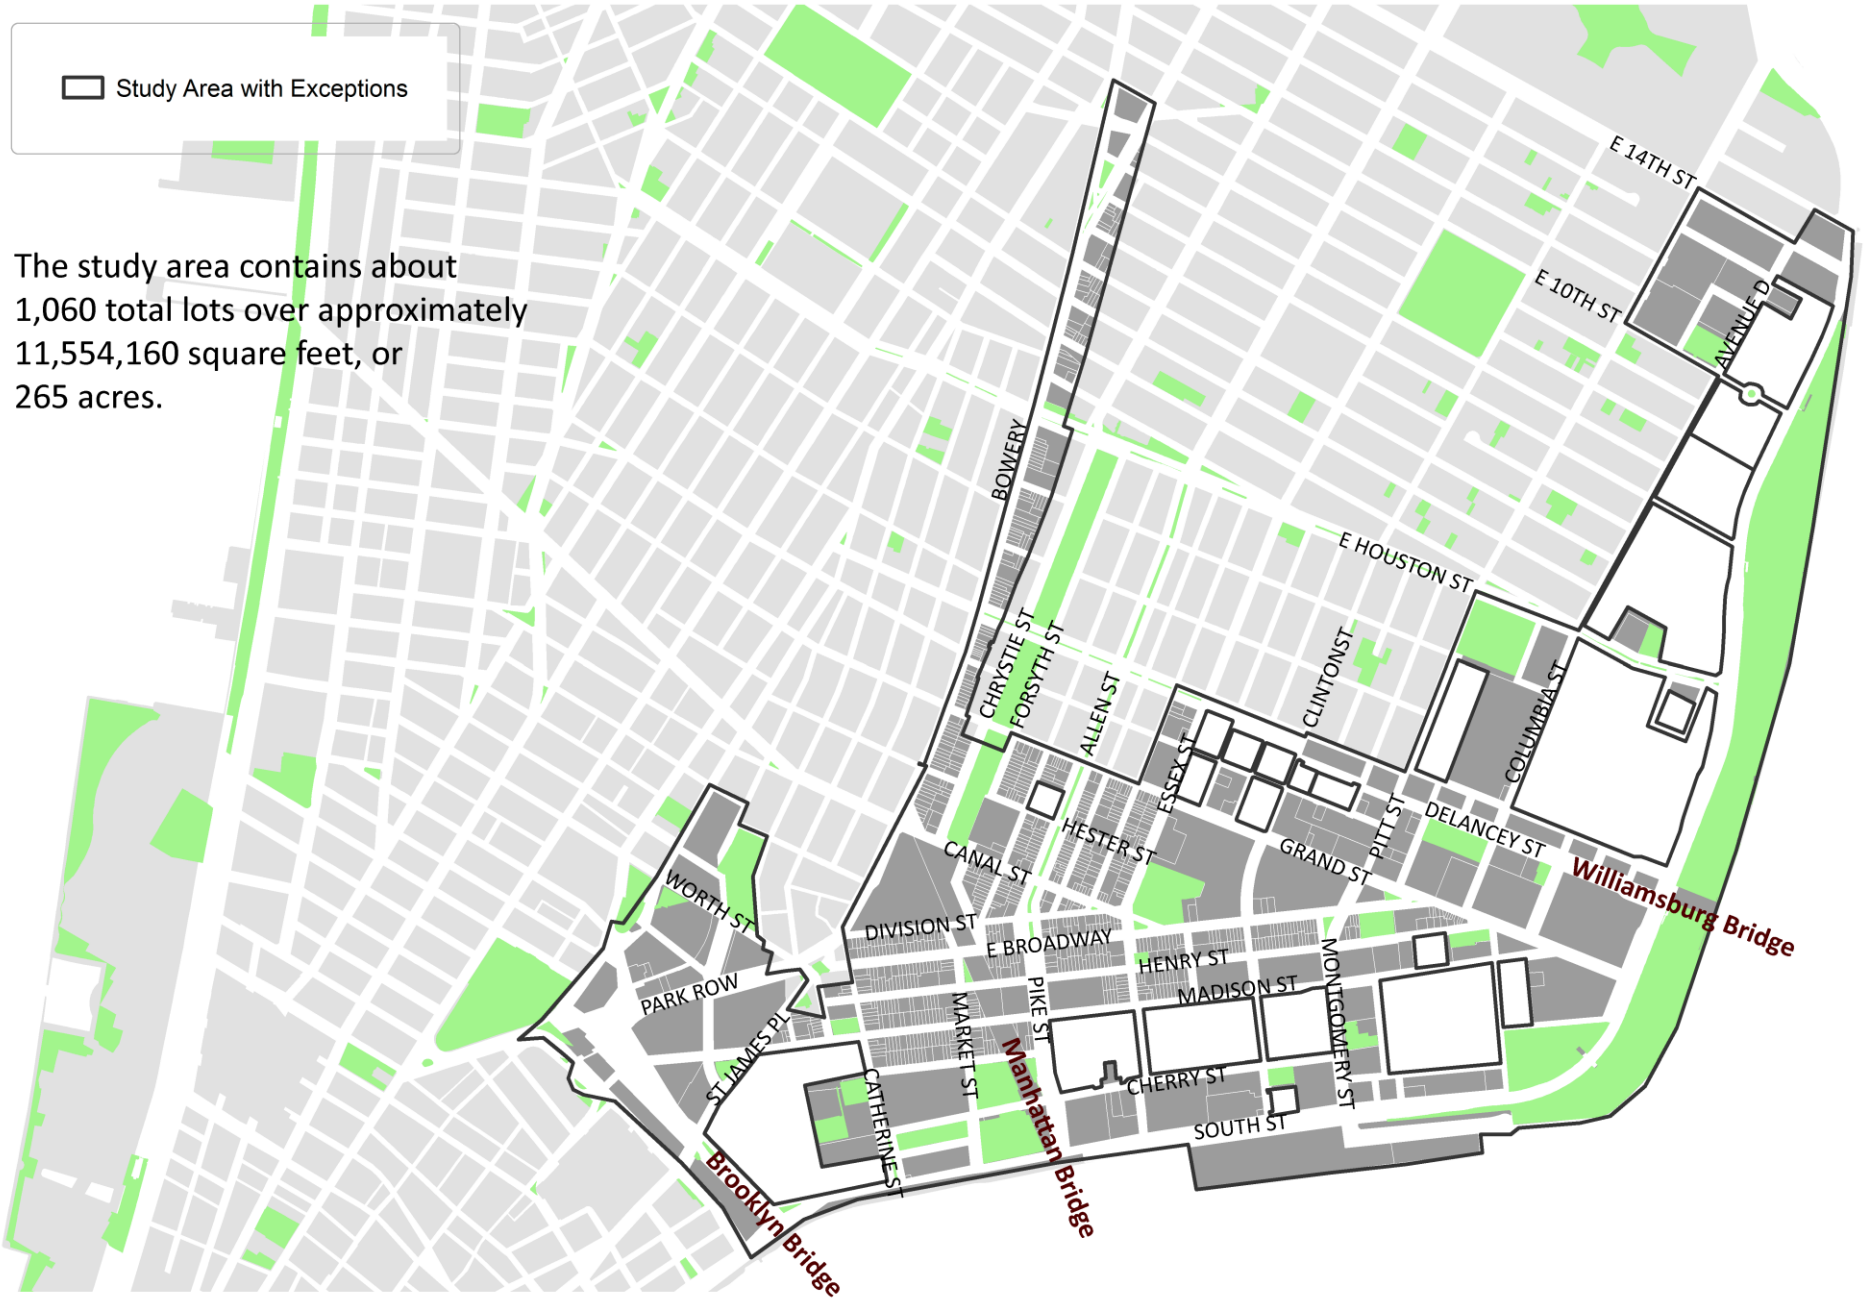 Study Area with Exceptions
The study area contains about
1,060 total lots over approximately
11,554,160 square feet, or
265 acres.
E 14TH ST
E 10TH ST
AVENUE D
BOWERY
E HOUSTON ST
CHRYSTIE ST
FORSYTH ST
ALLEN ST
CLINTONST
COLUMBIA ST
ESSEX ST
PITT ST
DELANCEY ST
HESTER ST
GRAND ST
CANAL ST
WORTH ST
Williamsburg Bridge
DIVISION ST
E BROADWAY
HENRY ST
MONTGOMERY ST
PARK ROW
MADISON ST
MARKET ST
PIKE ST
ST JAMES PL
Manhattan Bridge
CATHERINE ST
CHERRY ST
SOUTH ST
Brooklyn Bridge